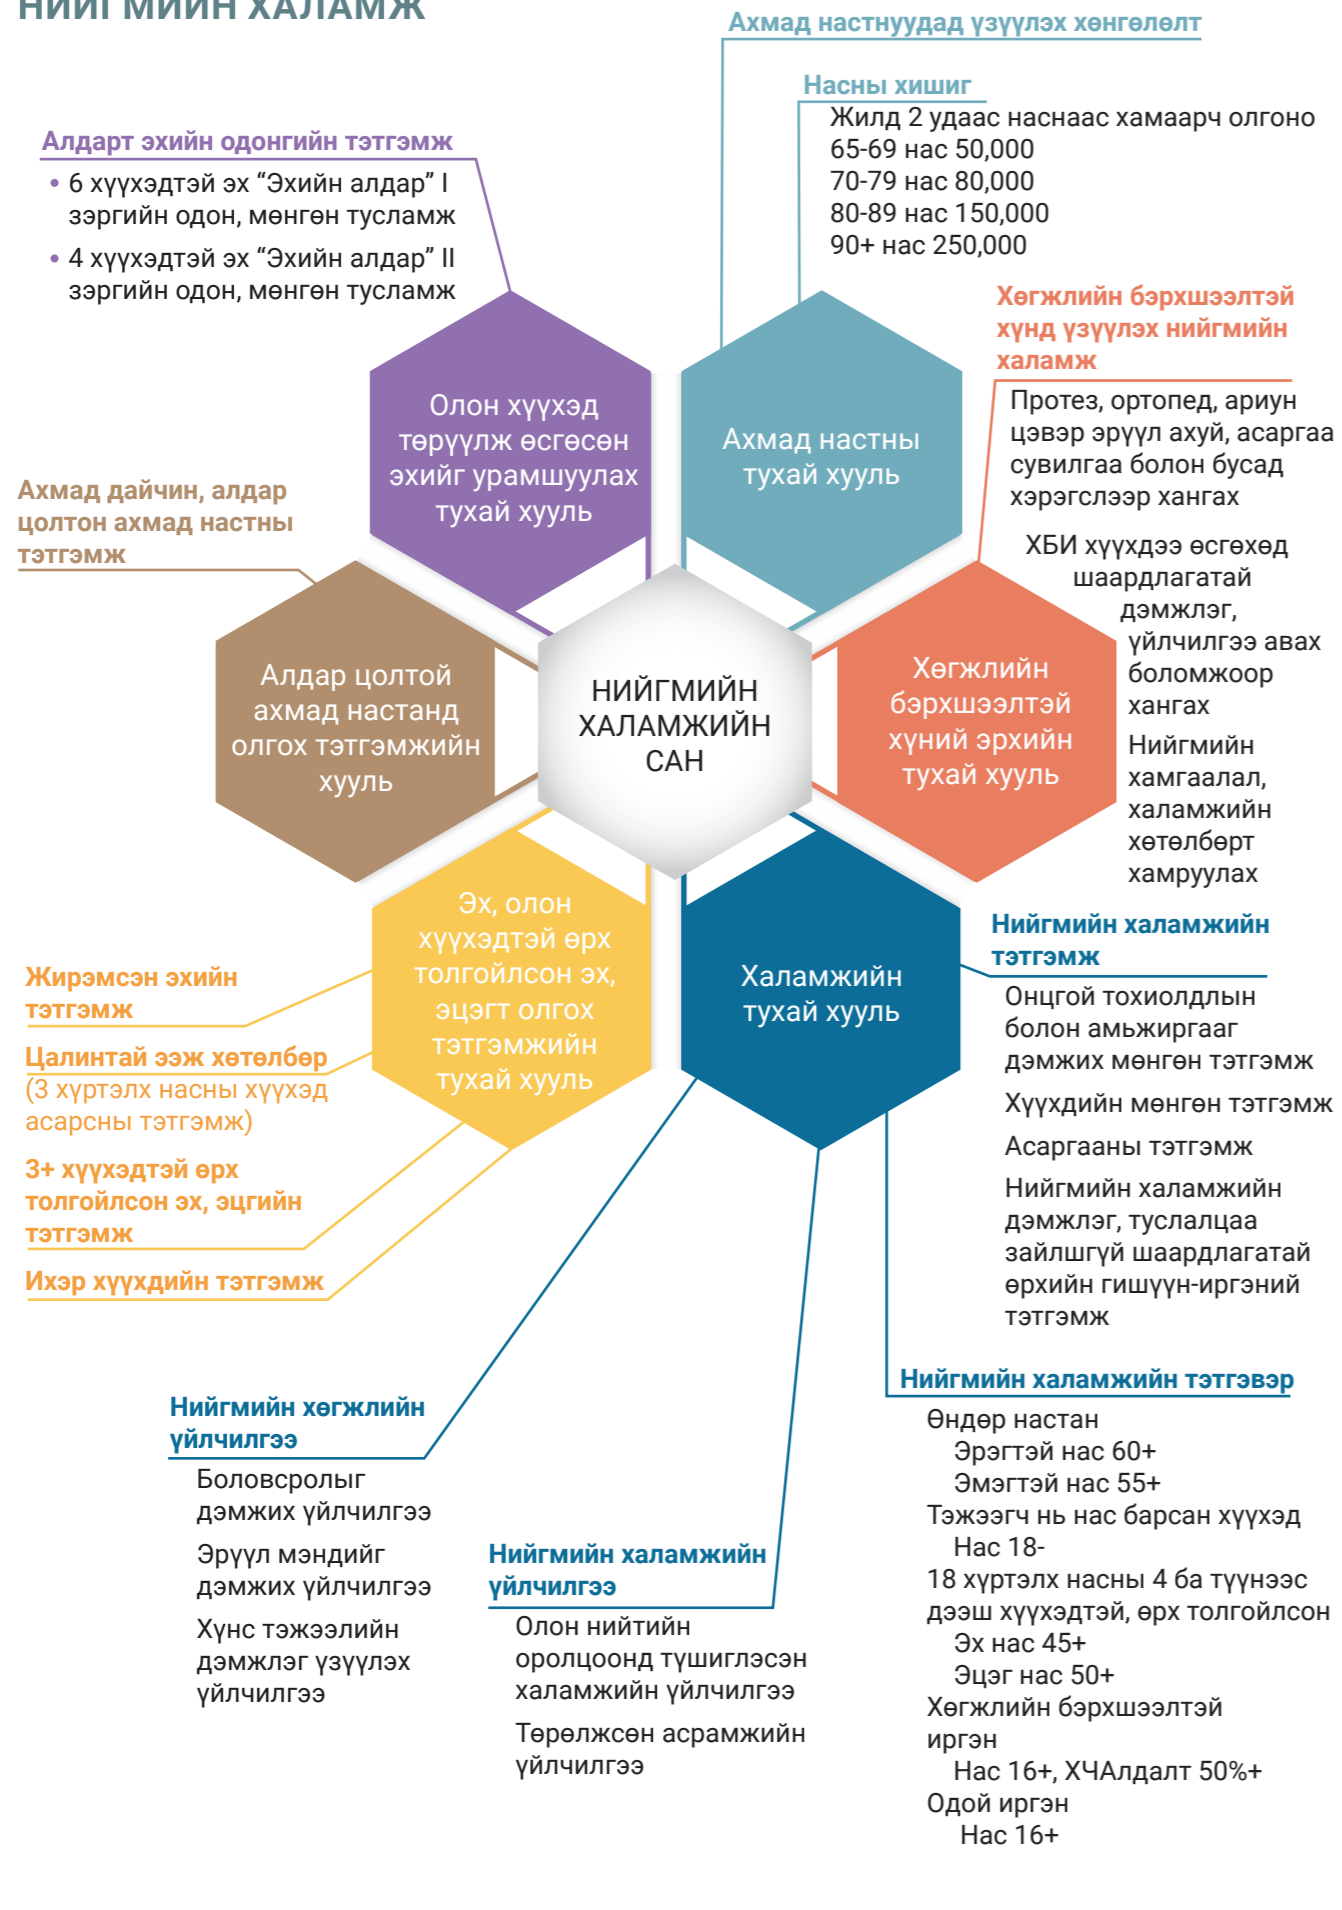 НИЙГМИЙН ХАЛАМЖ
Ахмад настнуудад үзүүлэх хөнгөлөлт
Насны хишиг
Жилд 2 удаас наснаас хамаарч олгоно
65-69 нас 50,000
70-79 нас 80,000
80-89 нас 150,000
90+ нас 250,000
Алдарт эхийн одонгийн тэтгэмж
• 6 хүүхэдтэй эх “Эхийн алдар” I
зэргийн одон, мөнгөн тусламж
• 4 хүүхэдтэй эх “Эхийн алдар” II
зэргийн одон, мөнгөн тусламж
Хөгжлийн бэрхшээлтэй
хүнд үзүүлэх нийгмийн
халамж
Протез, ортопед, ариун
цэвэр эрүүл ахуй, асаргаа
сувилгаа болон бусад
хэрэгслээр хангах
ХБИ хүүхдээ өсгөхөд
шаардлагатай
дэмжлэг,
үйлчилгээ авах
боломжоор
хангах
Нийгмийн
хамгаалал,
халамжийн
хөтөлбөрт
хамруулах
Олон хүүхэд
төрүүлж өсгөсөн
эхийг урамшуулах
тухай хууль
Ахмад настны
тухай хууль
Ахмад дайчин, алдар
цолтон ахмад настны
тэтгэмж
Алдар цолтой
ахмад настанд
олгох тэтгэмжийн
хууль
НИЙГМИЙН
ХАЛАМЖИЙН
САН
Хөгжлийн
бэрхшээлтэй
хүний эрхийн
тухай хууль
Эх, олон
хүүхэдтэй өрх
толгойлсон эх,
эцэгт олгох
тэтгэмжийн
тухай хууль
Халамжийн
тухай хууль
Жирэмсэн эхийн
тэтгэмж
Цалинтай ээж хөтөлбөр
(3 хүртэлх насны хүүхэд
асарсны тэтгэмж)
3+ хүүхэдтэй өрх
толгойлсон эх, эцгийн
тэтгэмж
Ихэр хүүхдийн тэтгэмж
Нийгмийн халамжийн
тэтгэмж
Онцгой тохиолдлын
болон амьжиргааг
дэмжих мөнгөн тэтгэмж
Хүүхдийн мөнгөн тэтгэмж
Асаргааны тэтгэмж
Нийгмийн халамжийн
дэмжлэг, туслалцаа
зайлшгүй шаардлагатай
өрхийн гишүүн-иргэний
тэтгэмж
Нийгмийн хөгжлийн
үйлчилгээ
Боловсролыг
дэмжих үйлчилгээ
Эрүүл мэндийг
дэмжих үйлчилгээ
Хүнс тэжээлийн
дэмжлэг үзүүлэх
үйлчилгээ
Нийгмийн халамжийн
үйлчилгээ
Олон нийтийн
оролцоонд түшиглэсэн
халамжийн үйлчилгээ
Төрөлжсөн асрамжийн
үйлчилгээ
Нийгмийн халамжийн тэтгэвэр
Өндөр настан
Эрэгтэй нас 60+
Эмэгтэй нас 55+
Тэжээгч нь нас барсан хүүхэд
Нас 18-
18 хүртэлх насны 4 ба түүнээс
дээш хүүхэдтэй, өрх толгойлсон
Эх нас 45+
Эцэг нас 50+
Хөгжлийн бэрхшээлтэй
иргэн
Нас 16+, ХЧАлдалт 50%+
Одой иргэн
Нас 16+